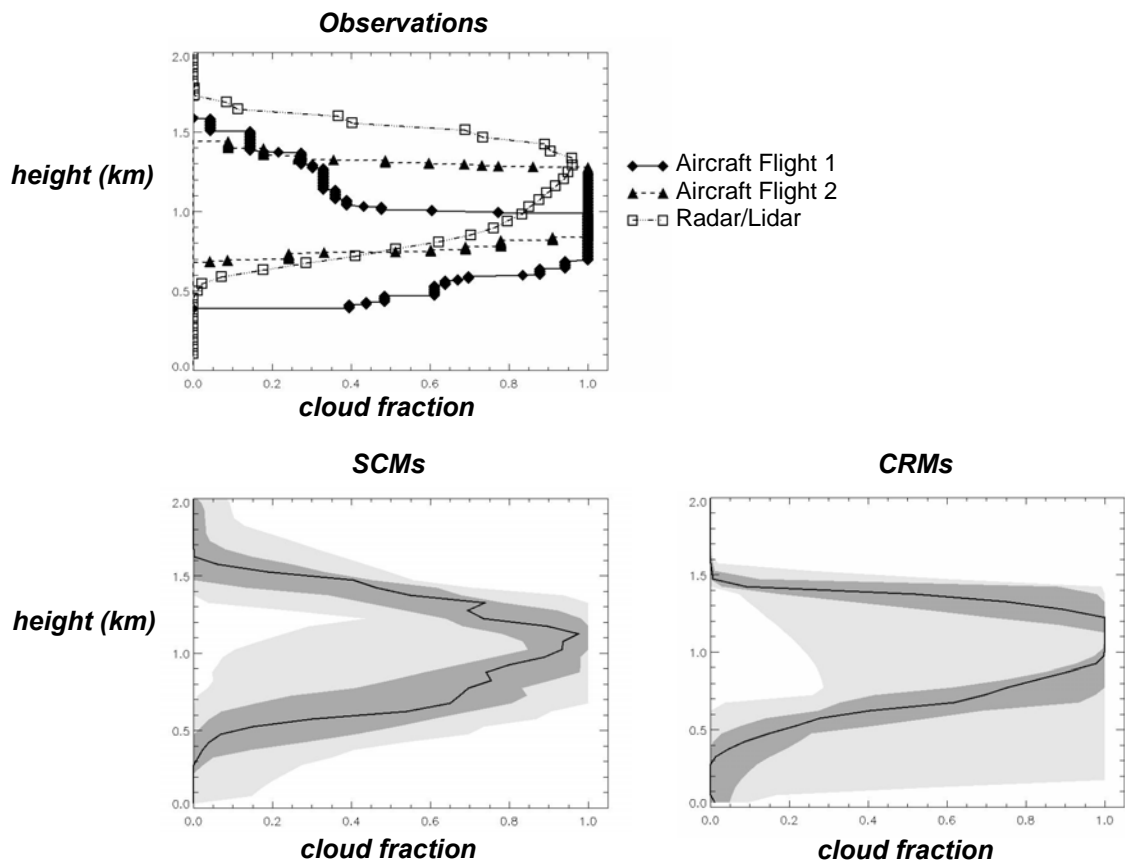 Observations
2.0
1.5
1.0
0.5
0.0
height (km)
0.0 0.2 0.4 0.6 0.8 1.0
cloud fraction
Aircraft Flight 1
Aircraft Flight 2
Radar/Lidar
SCMs
2.0
1.5
1.0
0.5
0.0
height (km)
0.0 0.2 0.4 0.6 0.8 1.0
cloud fraction
CRMs
2.0
1.5
1.0
0.5
0.0
0.0 0.2 0.4 0.6 0.8 1.0
cloud fraction